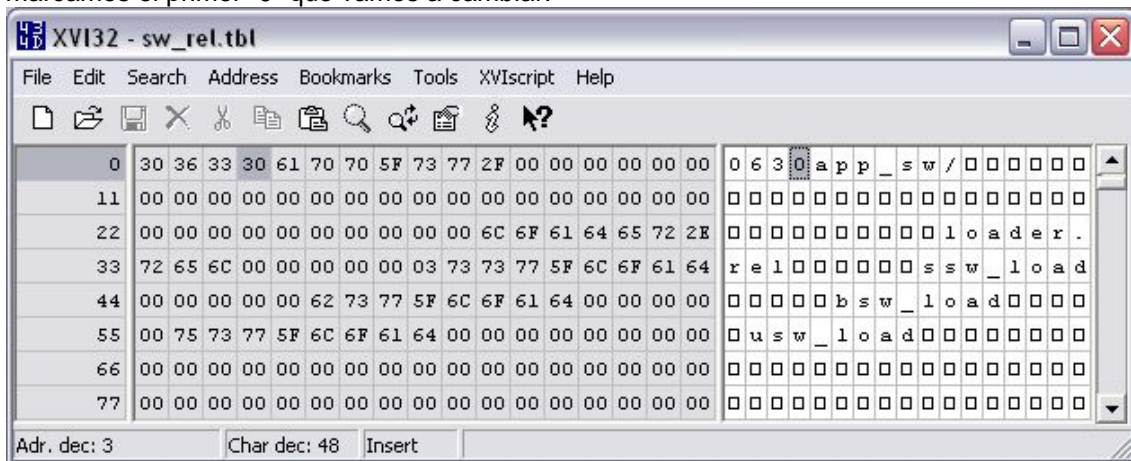 marcamos el primer "0" que vamos a cambiar.
XVI32 - sw_rel.tbl
File Edit Search Address Bookmarks Tools XVIscript Help
0 30 36 33 30 61 70 70 5F 73 77 2F 00 00 00 00 00 00 0 6 3 0 a p p _ s w / □ □ □ □ □ □
11 00 00 00 00 00 00 00 00 00 00 00 00 00 00 00 00 00 □ □ □ □ □ □ □ □ □ □ □ □ □ □ □ □ □
22 00 00 00 00 00 00 00 00 00 00 6C 6F 61 64 65 72 2E □ □ □ □ □ □ □ □ □ □ l o a d e r .
33 72 65 6C 00 00 00 00 00 03 73 73 77 5F 6C 6F 61 64 r e l □ □ □ □ □ □ s s w _ l o a d
44 00 00 00 00 00 62 73 77 5F 6C 6F 61 64 00 00 00 00 □ □ □ □ □ b s w _ l o a d □ □ □ □
55 00 75 73 77 5F 6C 6F 61 64 00 00 00 00 00 00 00 00 □ u s w _ l o a d □ □ □ □ □ □ □ □
66 00 00 00 00 00 00 00 00 00 00 00 00 00 00 00 00 00 □ □ □ □ □ □ □ □ □ □ □ □ □ □ □ □ □
77 00 00 00 00 00 00 00 00 00 00 00 00 00 00 00 00 00 □ □ □ □ □ □ □ □ □ □ □ □ □ □ □ □ □
Adr. dec: 3 Char dec: 48 Insert